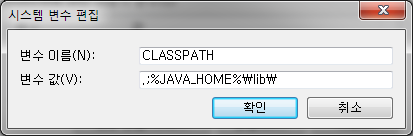 시스템 변수 편집
변수 이름(N): CLASSPATH
변수 값(V): .;%JAVA_HOME%₩lib₩
확인 취소